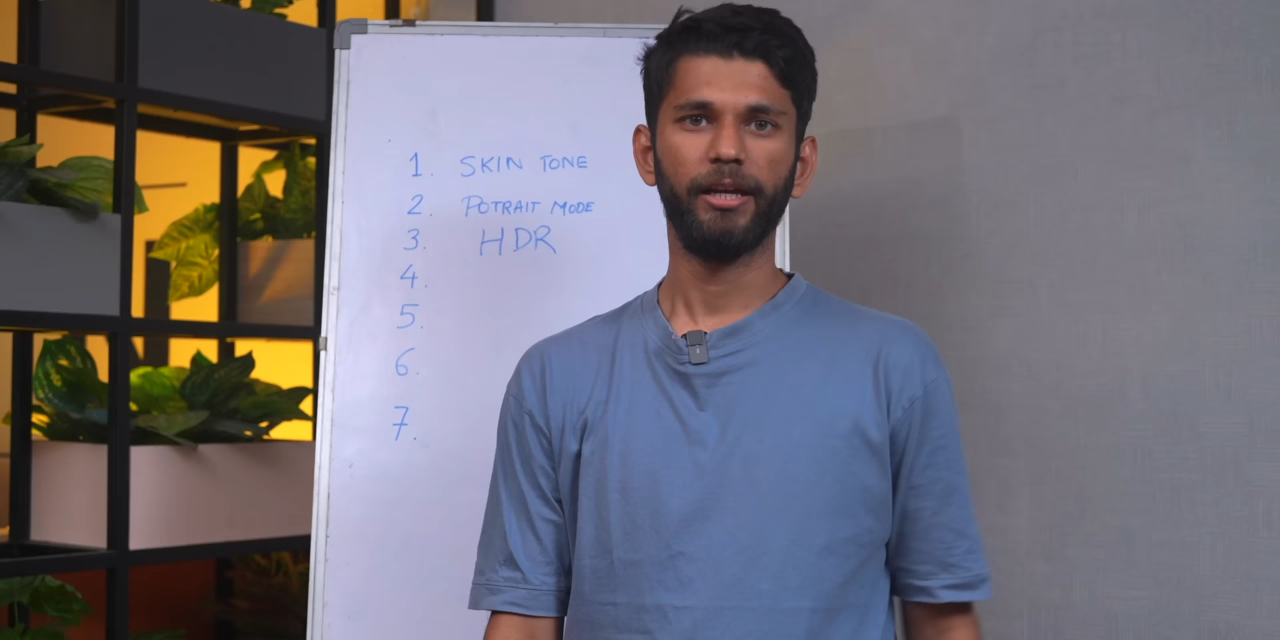 1. SKIN TONE
2. POTRAIT MODE
3. HDR
4.
5.
6.
7.